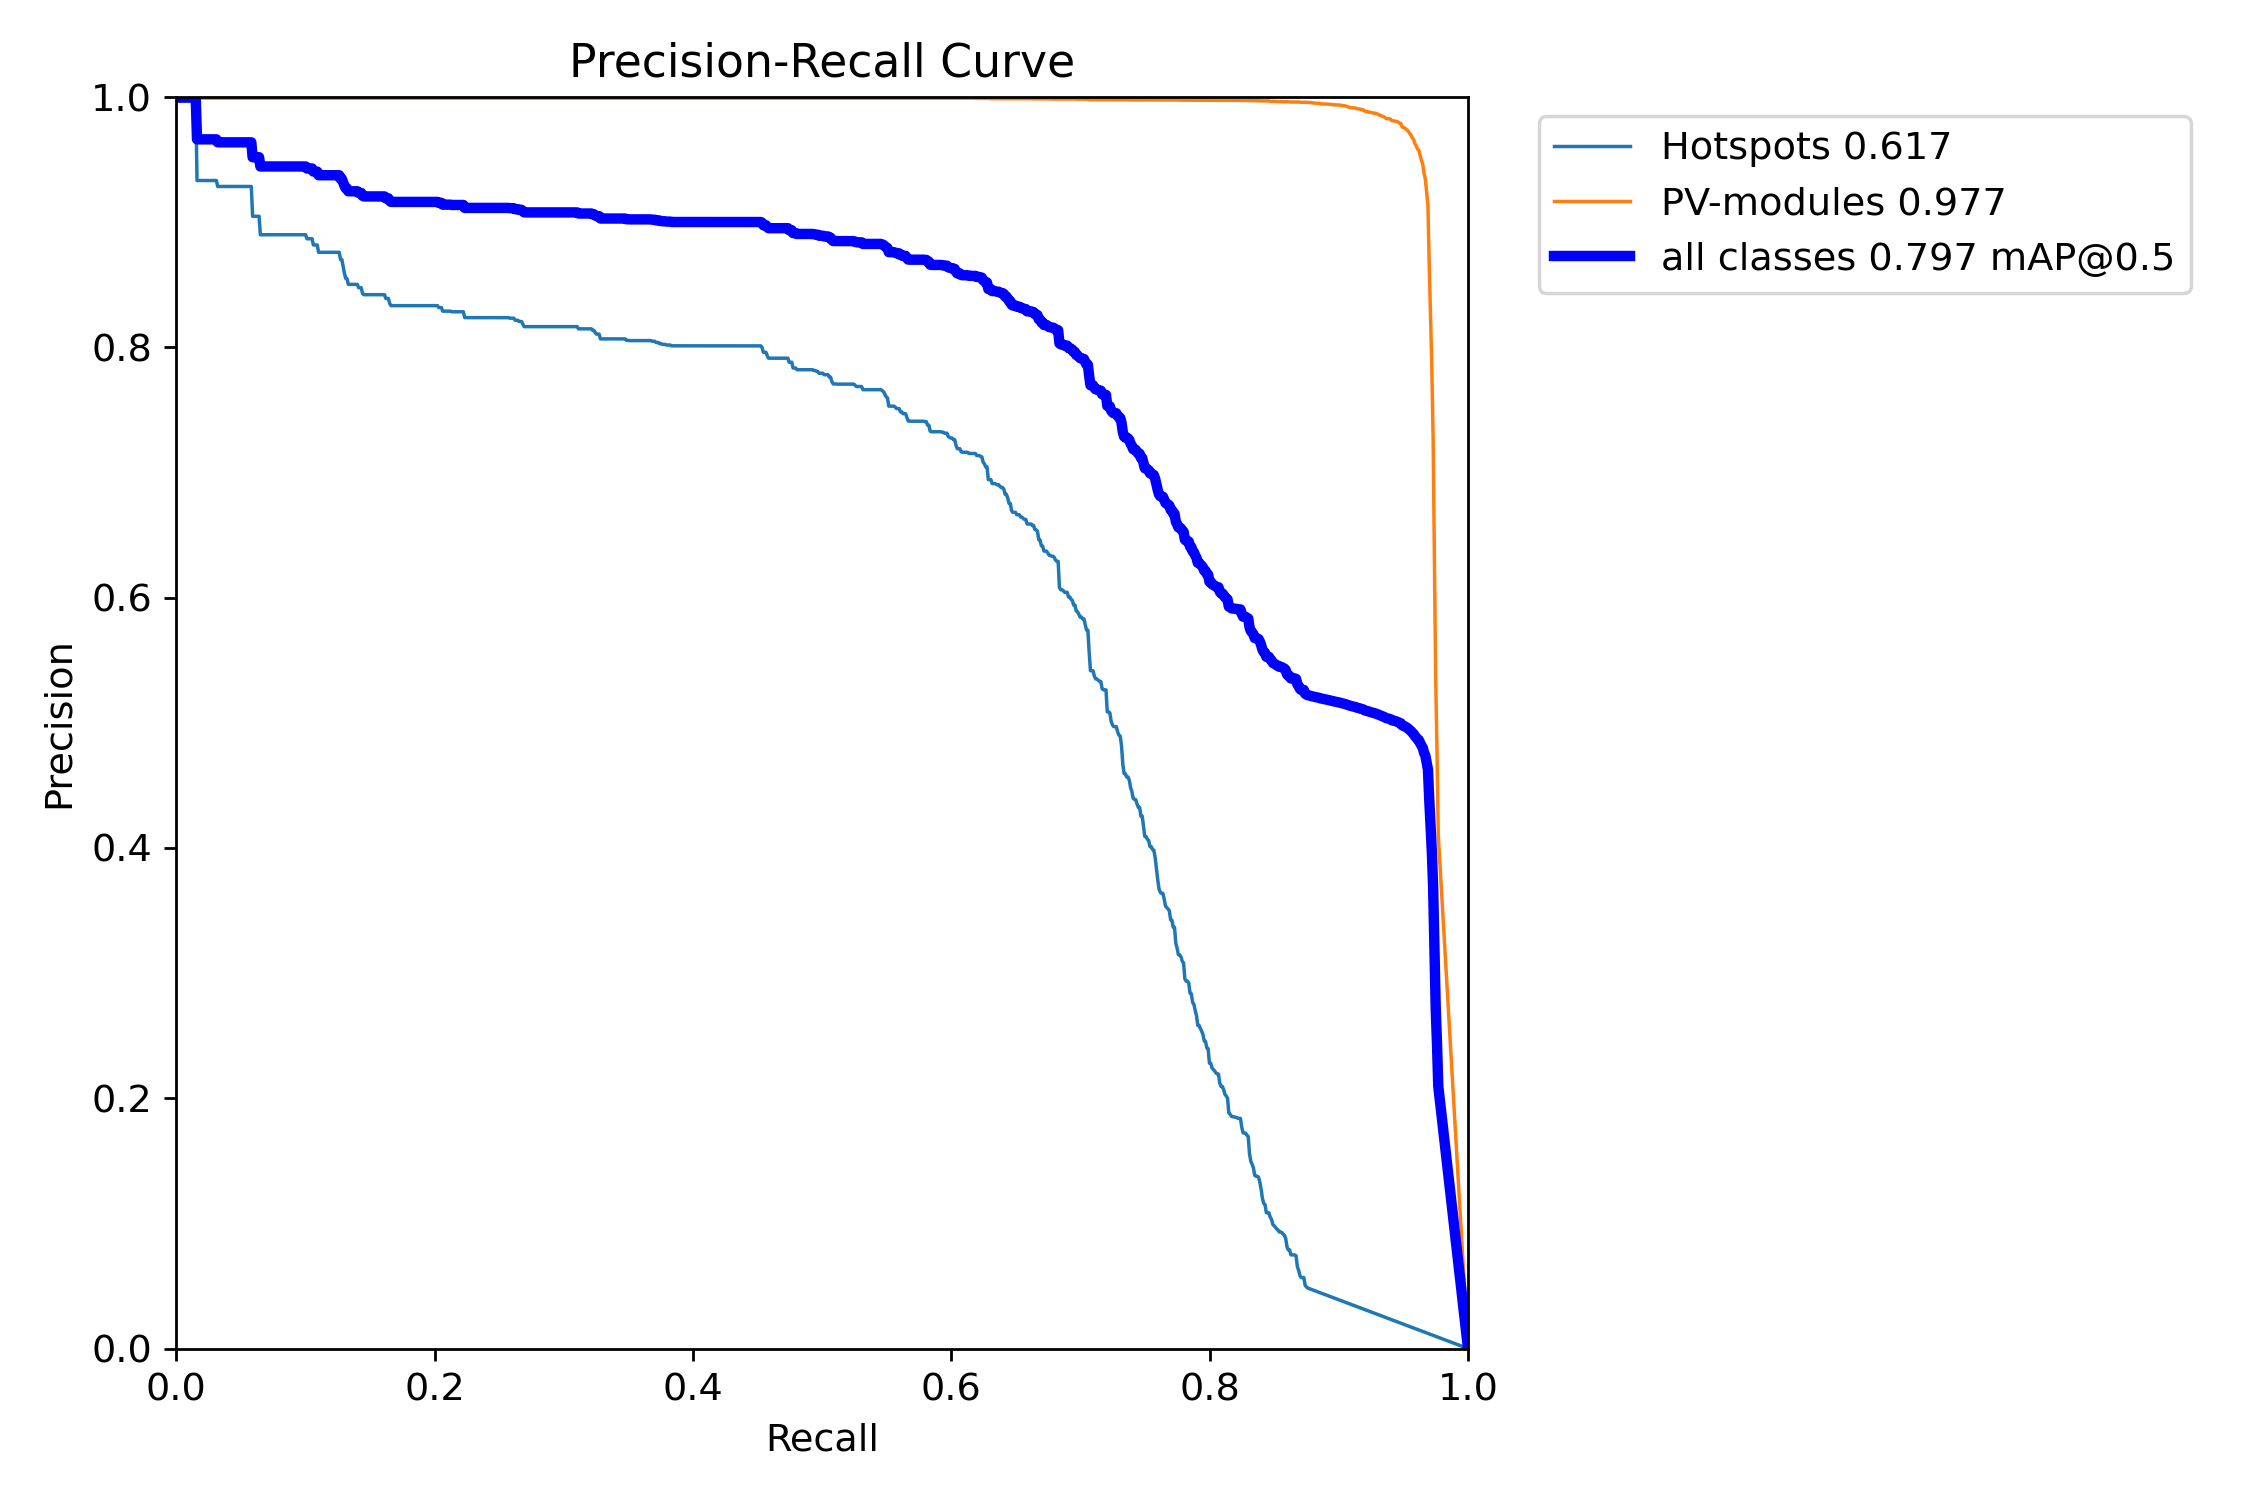 Precision-Recall Curve
1.0
0.8
0.6
0.4
0.2
0.0
Precision
0.0 0.2 0.4 0.6 0.8 1.0
Recall
Hotspots 0.617
PV-modules 0.977
all classes 0.797 mAP@0.5